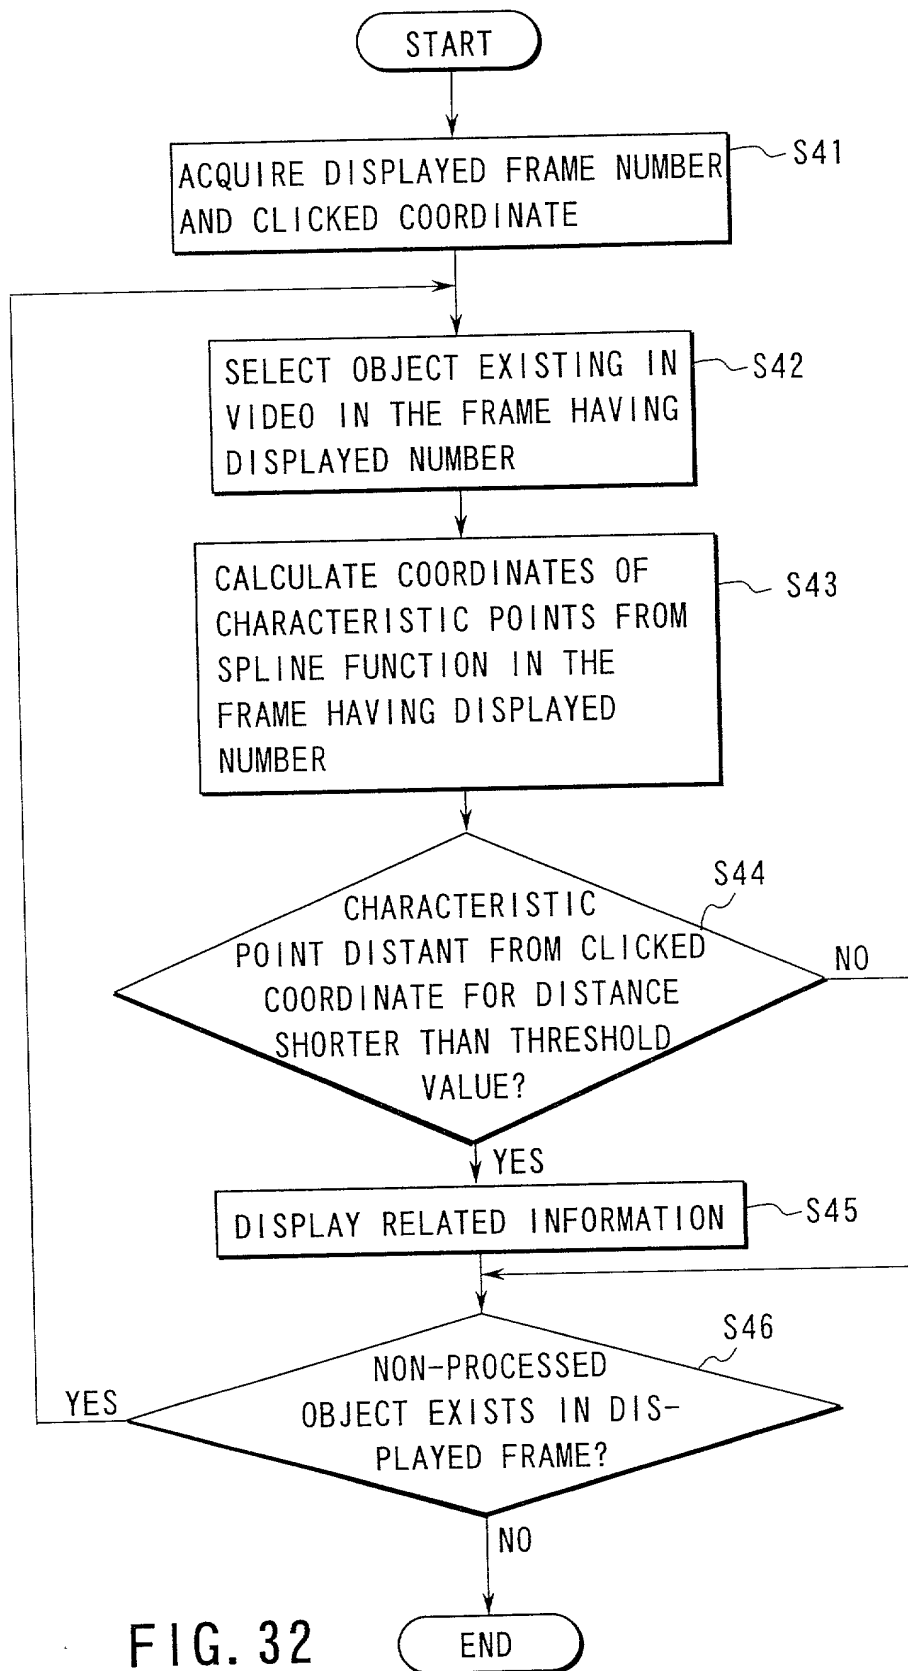 START
ACQUIRE DISPLAYED FRAME NUMBER
AND CLICKED COORDINATE
S41
SELECT OBJECT EXISTING IN
VIDEO IN THE FRAME HAVING
DISPLAYED NUMBER
S42
CALCULATE COORDINATES OF
CHARACTERISTIC POINTS FROM
SPLINE FUNCTION IN THE
FRAME HAVING DISPLAYED
NUMBER
S43
CHARACTERISTIC
POINT DISTANT FROM CLICKED
COORDINATE FOR DISTANCE
SHORTER THAN THRESHOLD
VALUE?
S44
NO
YES
DISPLAY RELATED INFORMATION
S45
NON-PROCESSED
OBJECT EXISTS IN DIS-
PLAYED FRAME?
S46
YES
NO
END
FIG. 32